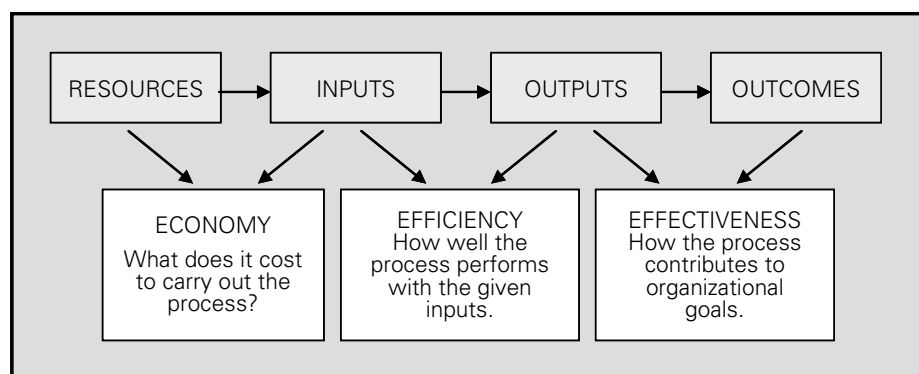 RESOURCES
INPUTS
OUTPUTS
OUTCOMES
ECONOMY
What does it cost
to carry out the
process?
EFFICIENCY
How well the
process performs
with the given
inputs.
EFFECTIVENESS
How the process
contributes to
organizational
goals.